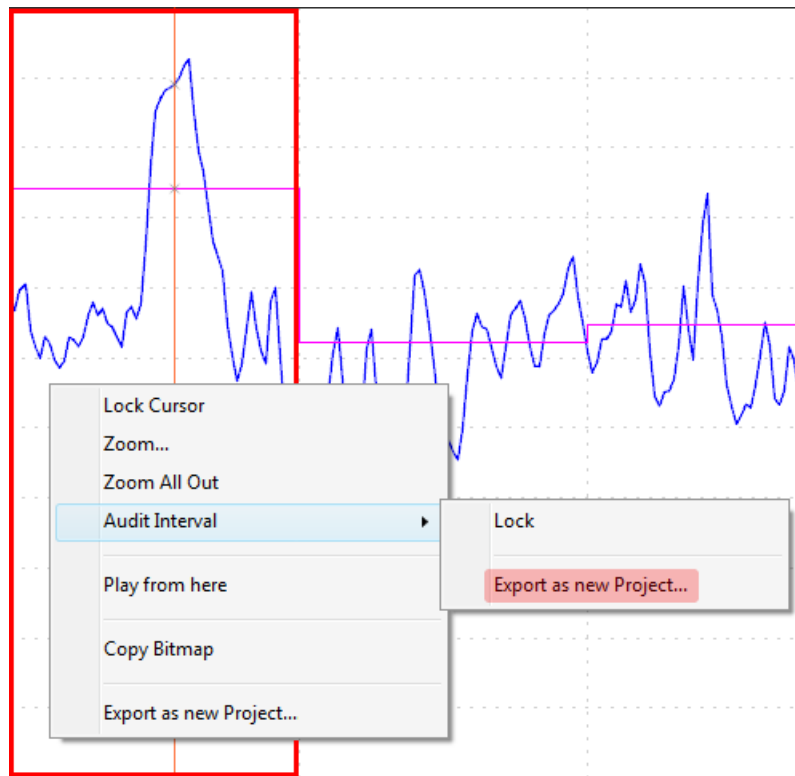 Lock Cursor
Zoom...
Zoom All Out
Audit Interval
Lock
Play from here
Export as new Project...
Copy Bitmap
Export as new Project...